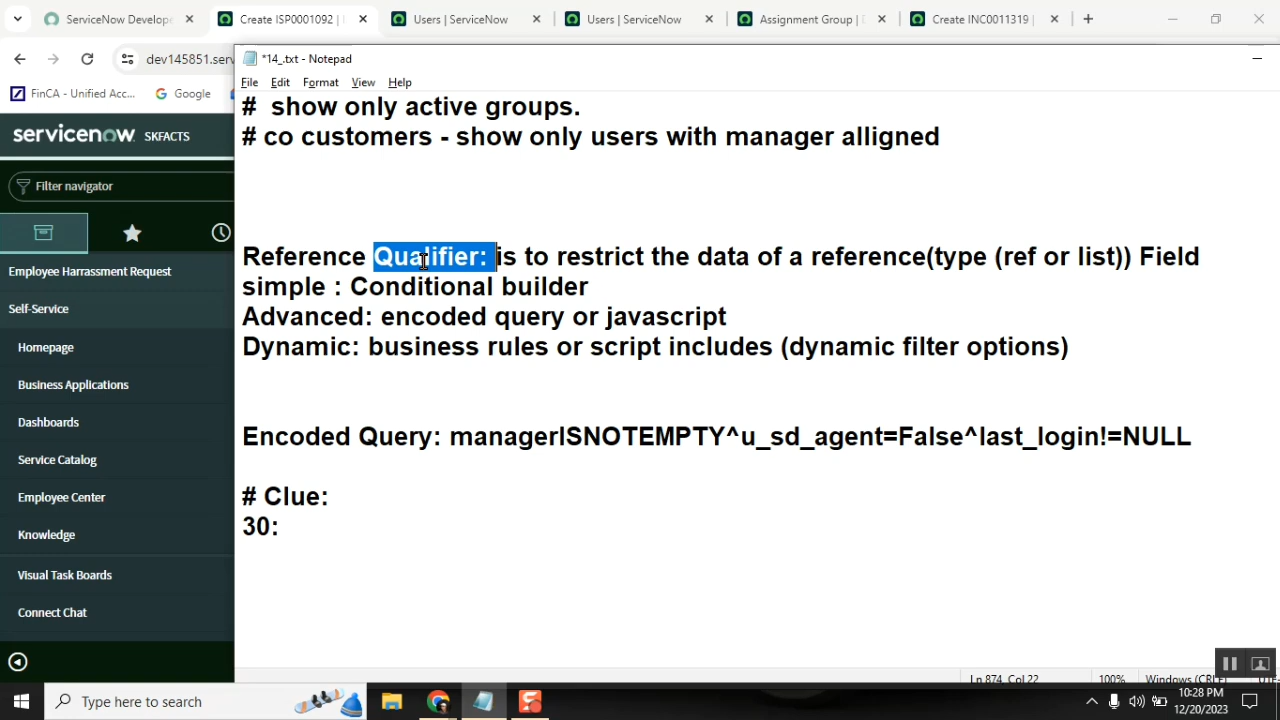 ServiceNow Develop
Create ISP0001092 |
Users | ServiceNow
Users | ServiceNow
Assignment Group |
Create INC0011319 |
dev145851.serv
FinCA - Unified Acc...
Google
servicenow SKFACTS
Filter navigator
Employee Harrassment Request
Self-Service
Homepage
Business Applications
Dashboards
Service Catalog
Employee Center
Knowledge
Visual Task Boards
Connect Chat
*14_.txt - Notepad
File Edit Format View Help
# show only active groups.
# co customers - show only users with manager alligned
Reference Qualifier: is to restrict the data of a reference(type (ref or list)) Field
simple : Conditional builder
Advanced: encoded query or javascript
Dynamic: business rules or script includes (dynamic filter options)
Encoded Query: managerISNOTEMPTY^u_sd_agent=False^last_login!=NULL
# Clue:
30:
Ln 874, Col 22
100%
Windows (CRLF)
Type here to search
10:28 PM
12/20/2023